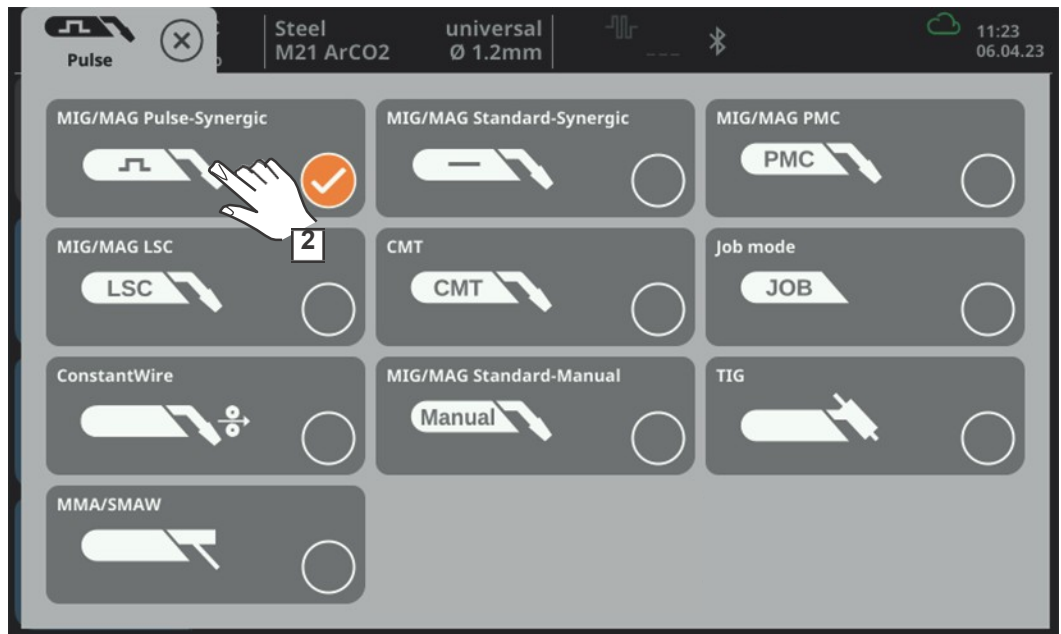 Pulse
Steel
M21 ArCO2
universal
Ø 1.2mm
---
11:23
06.04.23
MIG/MAG Pulse-Synergic
2
MIG/MAG Standard-Synergic
MIG/MAG PMC
PMC
MIG/MAG LSC
LSC
CMT
CMT
Job mode
JOB
ConstantWire
MIG/MAG Standard-Manual
Manual
TIG
MMA/SMAW